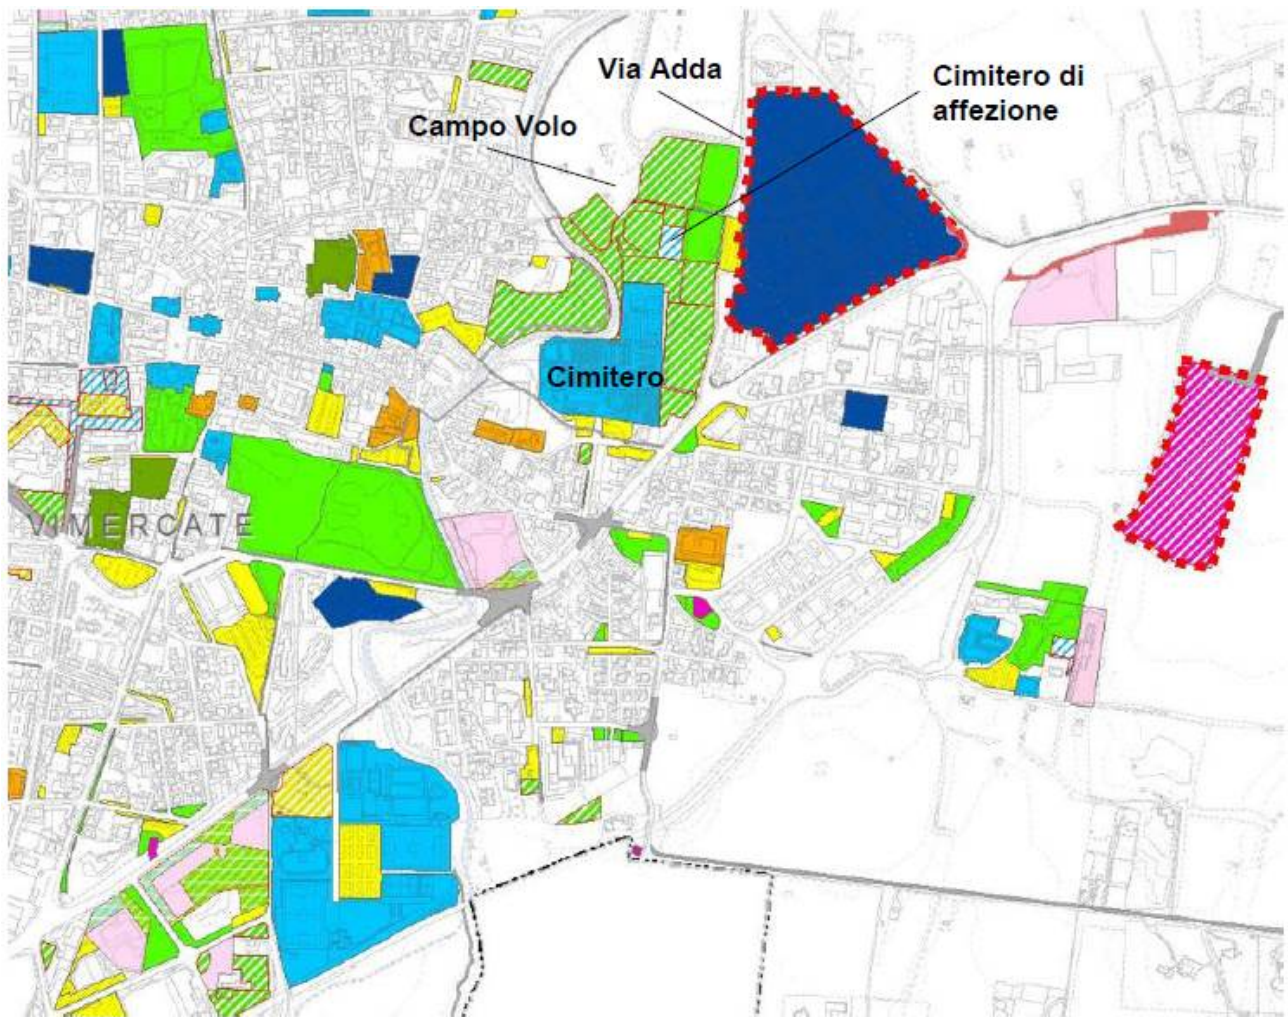 Via Adda
Cimitero di
affezione
Campo Volo
Cimitero
VIMERCATE